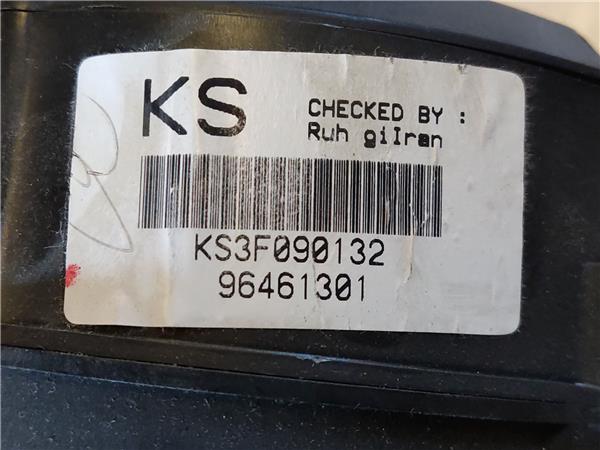 KS
CHECKED BY :
Ruh gilran
KS3F090132
96461301